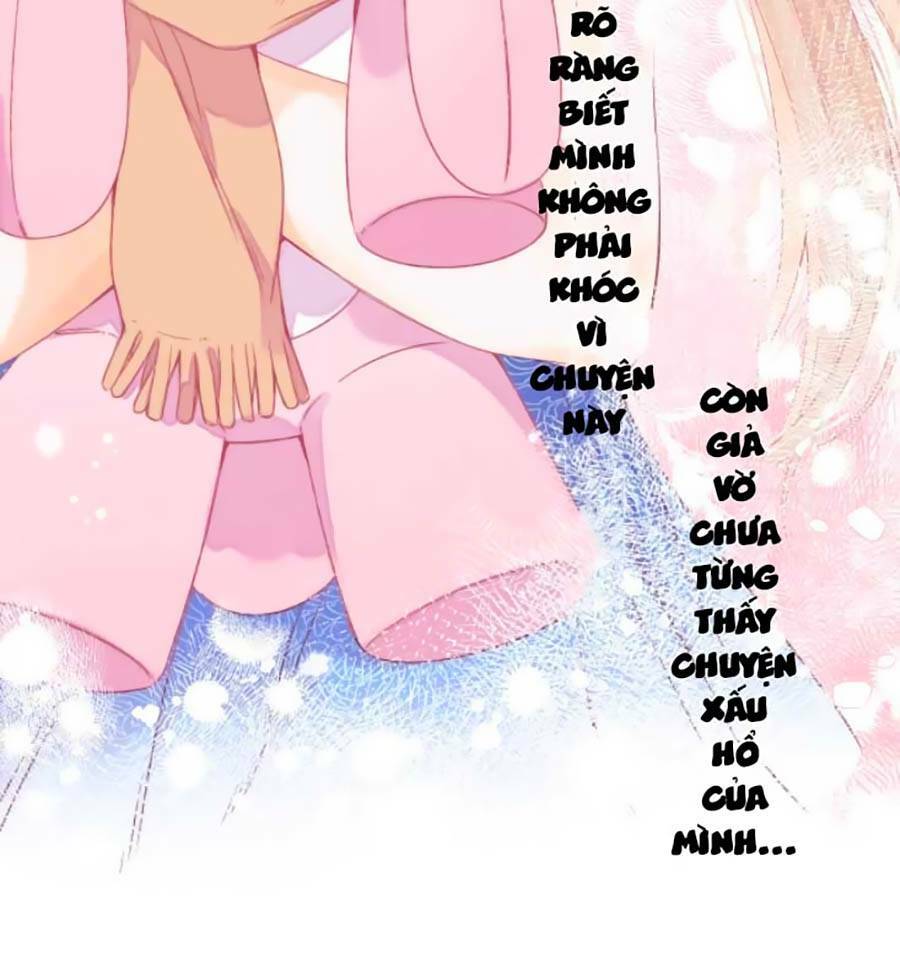 RÕ
RÀNG
BIẾT
MÌNH
KHÔNG
PHẢI
KHÓC
VÌ
CHUYỆN
NÀY
CÒN
GIẢ
VỜ
CHƯA
TỪNG
THẤY
CHUYỆN
XẤU
HỔ
CỦA
MÌNH...